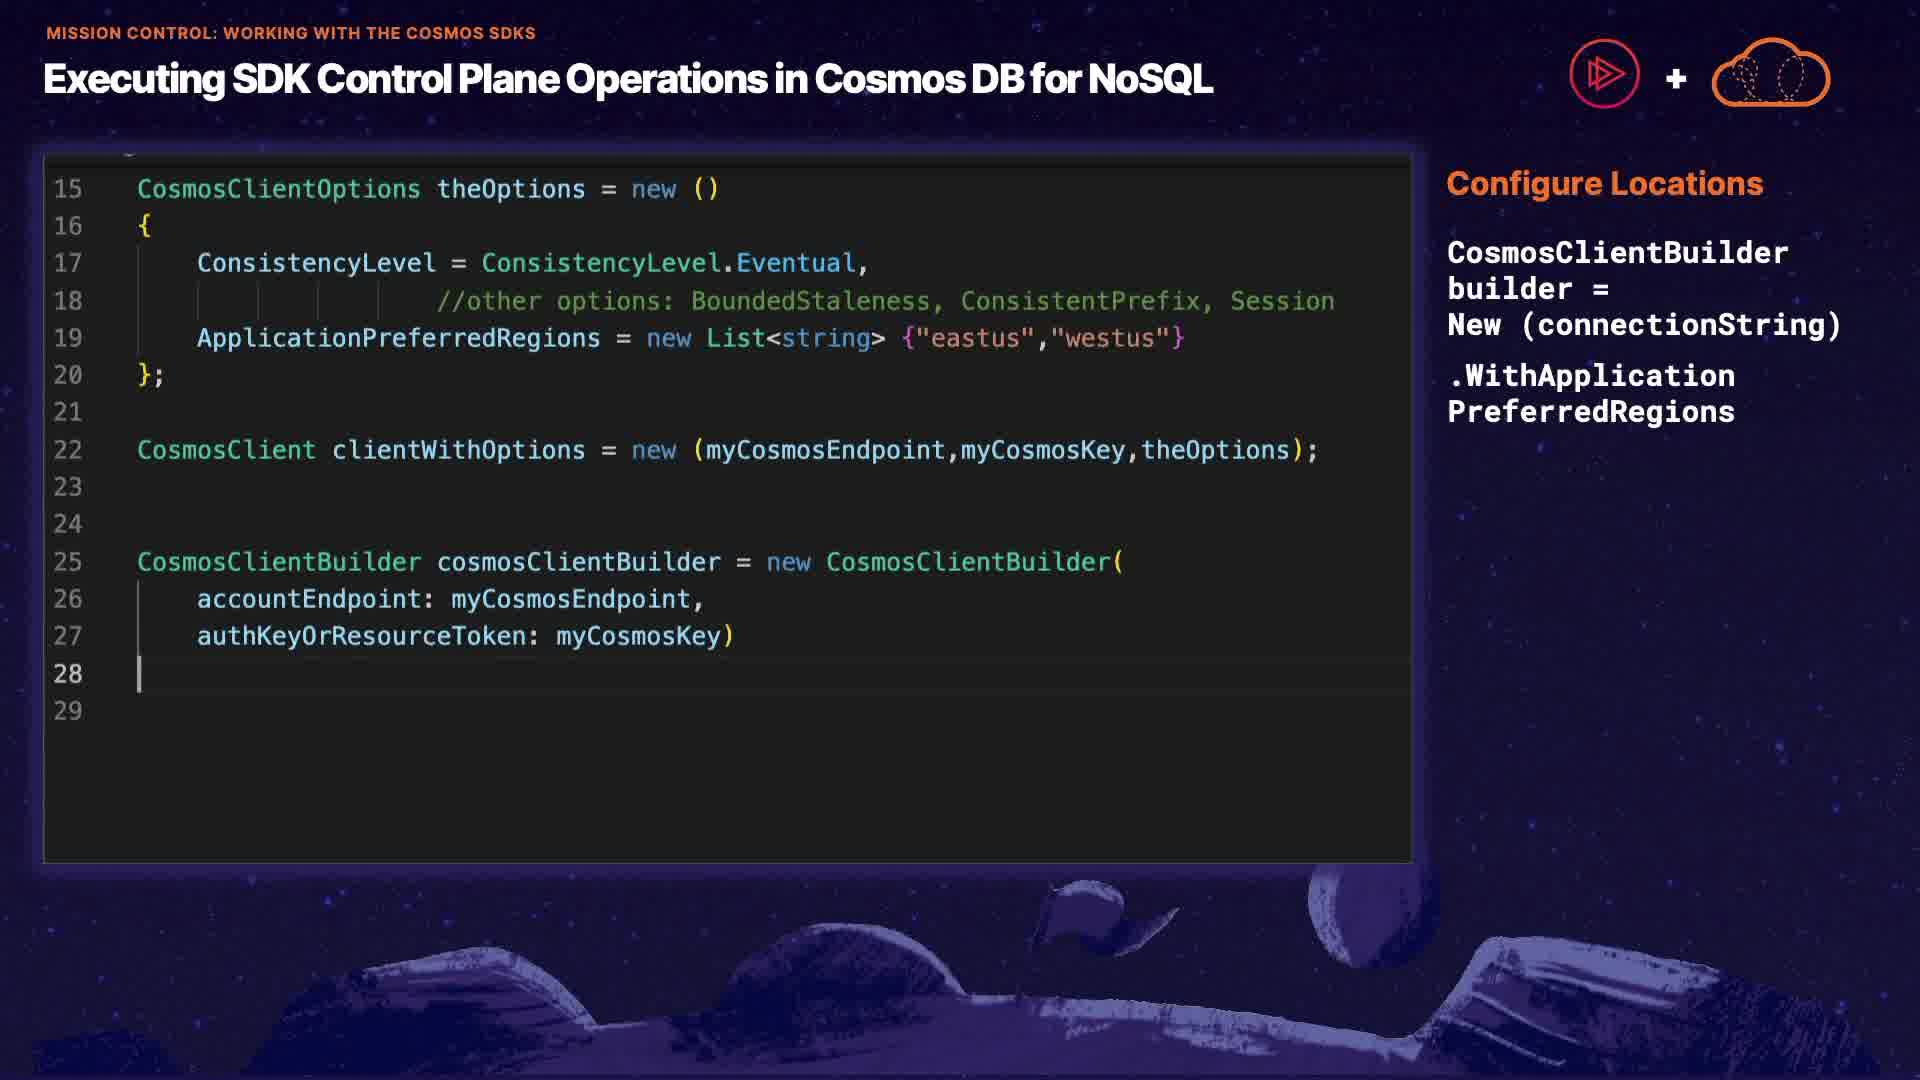 MISSION CONTROL: WORKING WITH THE COSMOS SDKS
Executing SDK Control Plane Operations in Cosmos DB for NoSQL
+
15 CosmosClientOptions theOptions = new ()
16 {
17 ConsistencyLevel = ConsistencyLevel.Eventual,
18 //other options: BoundedStaleness, ConsistentPrefix, Session
19 ApplicationPreferredRegions = new List<string> {"eastus","westus"}
20 };
21
22 CosmosClient clientWithOptions = new (myCosmosEndpoint,myCosmosKey,theOptions);
23
24
25 CosmosClientBuilder cosmosClientBuilder = new CosmosClientBuilder(
26 accountEndpoint: myCosmosEndpoint,
27 authKeyOrResourceToken: myCosmosKey)
28
29
Configure Locations
CosmosClientBuilder
builder =
New (connectionString)
.WithApplication
PreferredRegions